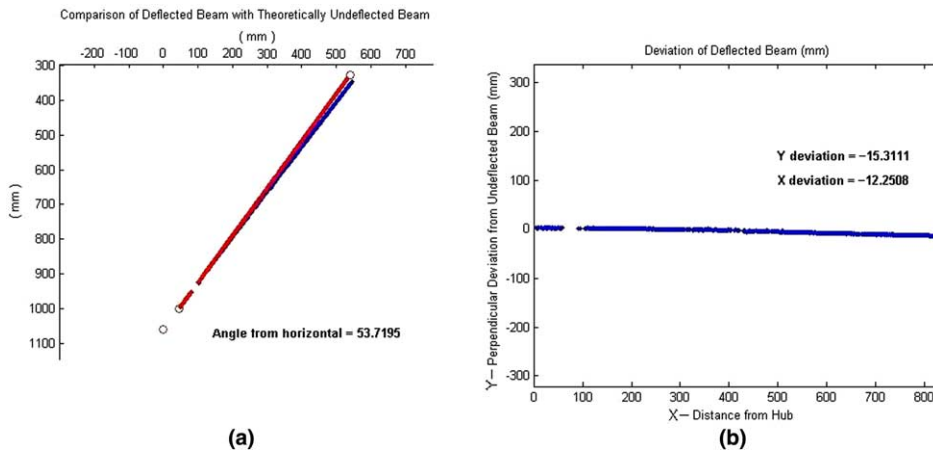 Comparison of Deflected Beam with Theoretically Undeflected Beam
( mm )
-200 -100 0 100 200 300 400 500 600 700
300
400
500
600
700
800
900
1000
1100
( mm )
Angle from horizontal = 53.7195
(a)
Deviation of Deflected Beam (mm)
Y— Perpendicular Deviation from Undeflected Beam (mm)
300
200
100
0
-100
-200
-300
Y deviation = −15.3111
X deviation = −12.2508
0 100 200 300 400 500 600 700 800
X— Distance from Hub
(b)